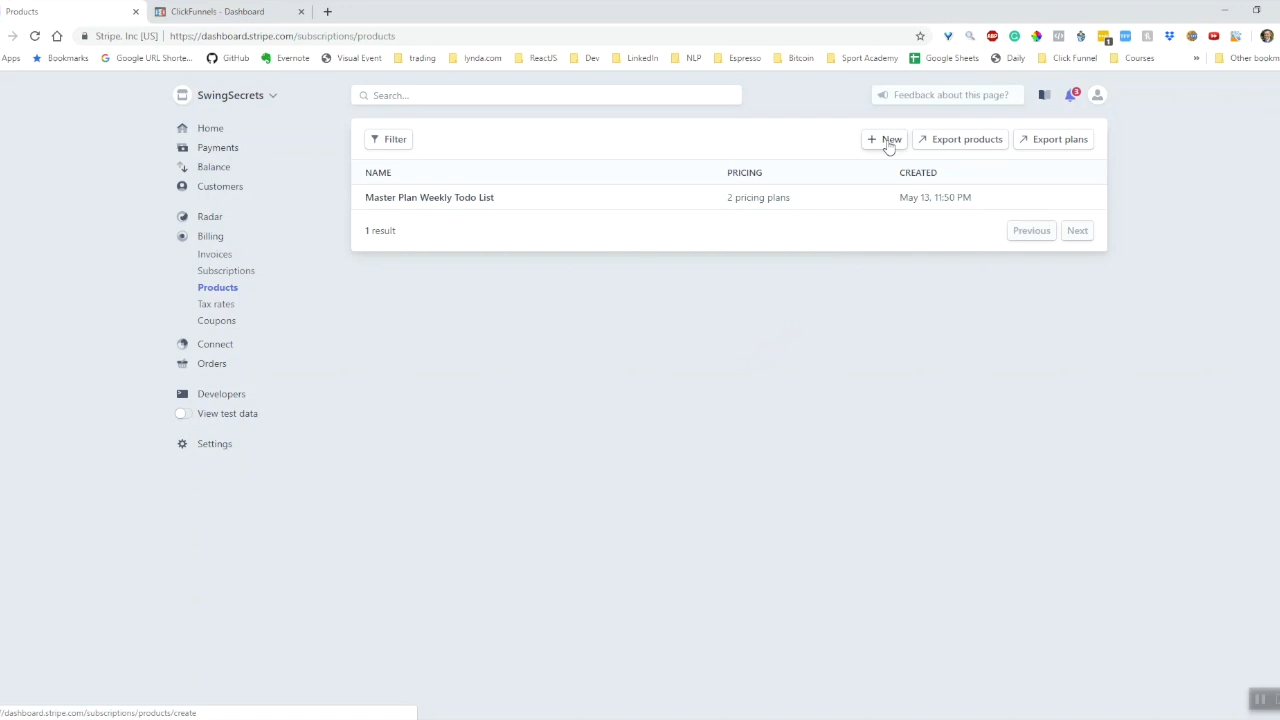 Products
ClickFunnels - Dashboard
Stripe, Inc [US] | https://dashboard.stripe.com/subscriptions/products
Apps Bookmarks Google URL Shorte... GitHub Evernote Visual Event trading lynda.com ReactJS Dev LinkedIn NLP Espresso Bitcoin Sport Academy Google Sheets Daily Click Funnel Courses » Other bookm
SwingSecrets
Search...
Feedback about this page?
3
Home
Payments
Balance
Customers
Radar
Billing
Invoices
Subscriptions
Products
Tax rates
Coupons
Connect
Orders
Developers
View test data
Settings
Filter
+ New
Export products
Export plans
NAME PRICING CREATED
Master Plan Weekly Todo List 2 pricing plans May 13, 11:50 PM
1 result
Previous Next
//dashboard.stripe.com/subscriptions/products/create